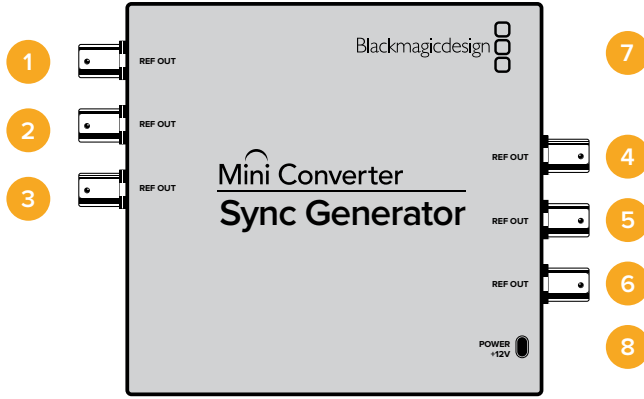 Blackmagicdesign
7
1
REF OUT
2
REF OUT
REF OUT
4
3
REF OUT
Mini Converter
Sync Generator
REF OUT
5
REF OUT
6
POWER
+12V
8